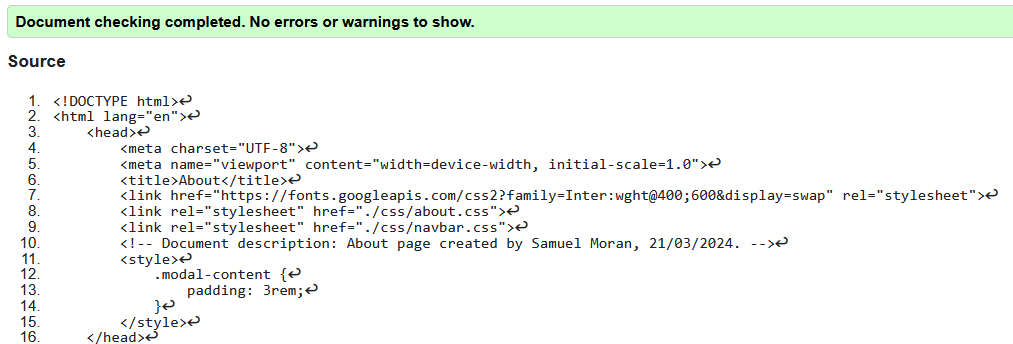 Document checking completed. No errors or warnings to show.
Source
1. <!DOCTYPE html>↩
2. <html lang="en">↩
3. <head>↩
4. <meta charset="UTF-8">↩
5. <meta name="viewport" content="width=device-width, initial-scale=1.0">↩
6. <title>About</title>↩
7. <link href="https://fonts.googleapis.com/css2?family=Inter:wght@400;600&display=swap" rel="stylesheet">↩
8. <link rel="stylesheet" href="./css/about.css">↩
9. <link rel="stylesheet" href="./css/navbar.css">↩
10. <!-- Document description: About page created by Samuel Moran, 21/03/2024. -->↩
11. <style>↩
12. .modal-content {↩
13. padding: 3rem;↩
14. }↩
15. </style>↩
16. </head>↩